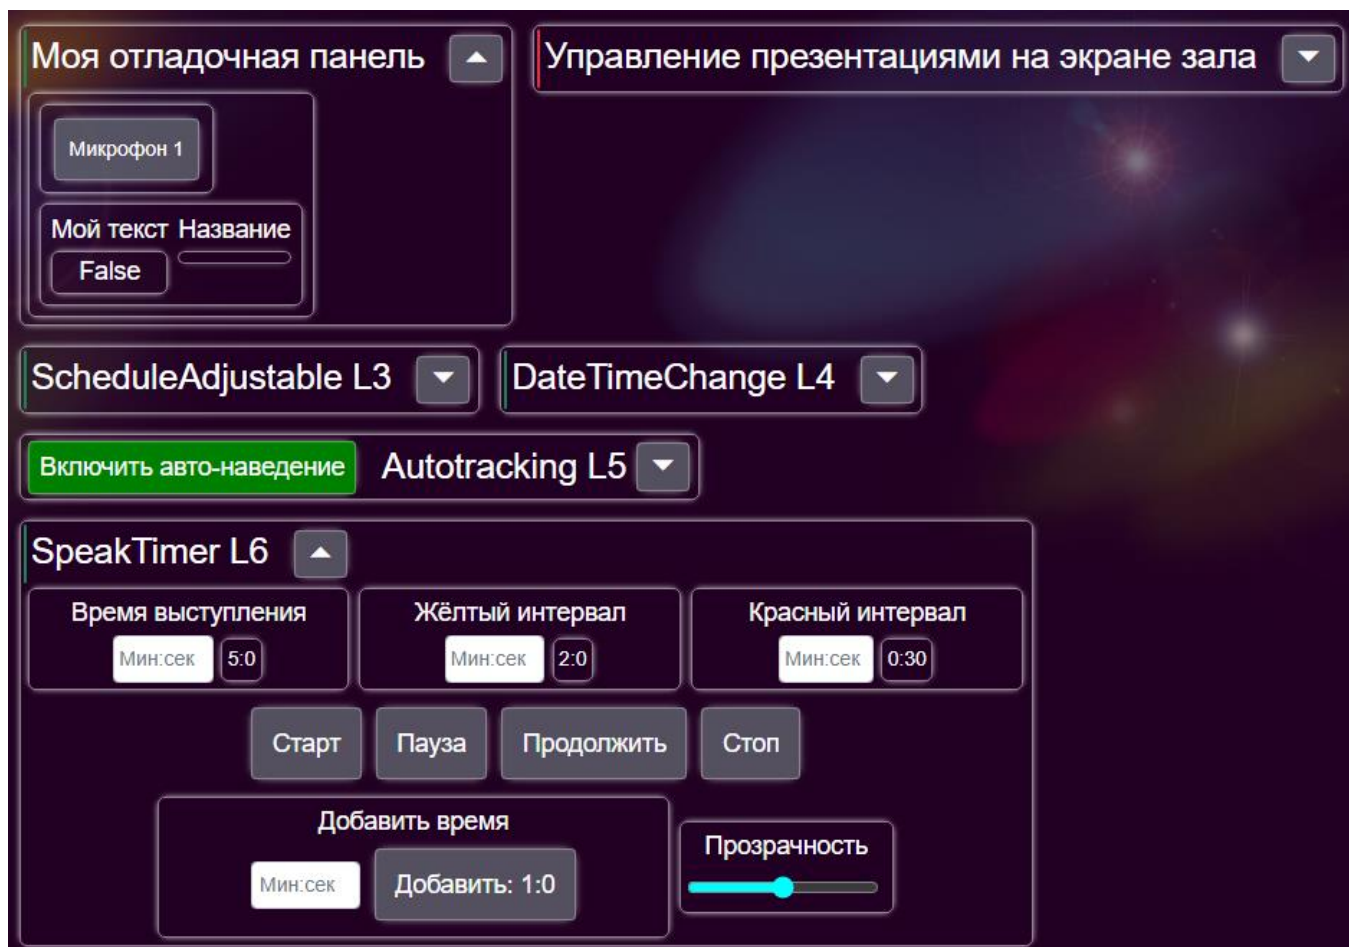 Моя отладочная панель
Управление презентациями на экране зала
Микрофон 1
Мой текст Название
False
ScheduleAdjustable L3
DateTimeChange L4
Включить авто-наведение
Autotracking L5
SpeakTimer L6
Время выступления
Жёлтый интервал
Красный интервал
Мин:сек 5:0
Мин:сек 2:0
Мин:сек 0:30
Старт
Пауза
Продолжить
Стоп
Добавить время
Мин:сек
Добавить: 1:0
Прозрачность